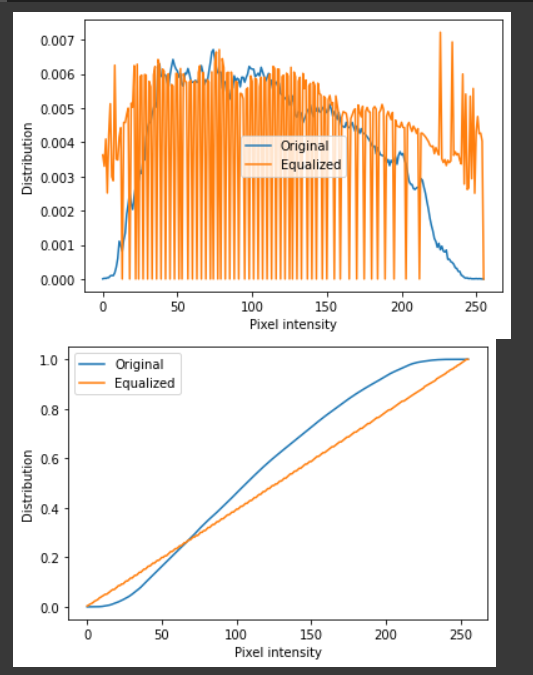 0.007
0.006
0.005
0.004
0.003
0.002
0.001
0.000
Distribution
Original
Equalized
0 50 100 150 200 250
Pixel intensity
Original
Equalized
1.0
0.8
0.6
0.4
0.2
0.0
Distribution
0 50 100 150 200 250
Pixel intensity